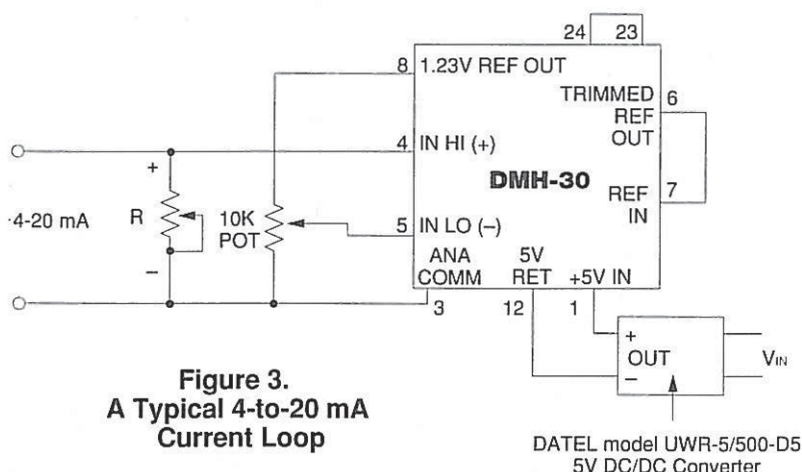 24 23
8 1.23V REF OUT
TRIMMED
REF
OUT
6
4 IN HI (+)
DMH-30
+
R
–
·4-20 mA
10K
POT
5 IN LO (–)
REF
IN
7
ANA
COMM
5V
RET
+5V IN
3
12
1
+
OUT
–
VIN
Figure 3.
A Typical 4-to-20 mA
Current Loop
DATEL model UWR-5/500-D5
5V DC/DC Converter